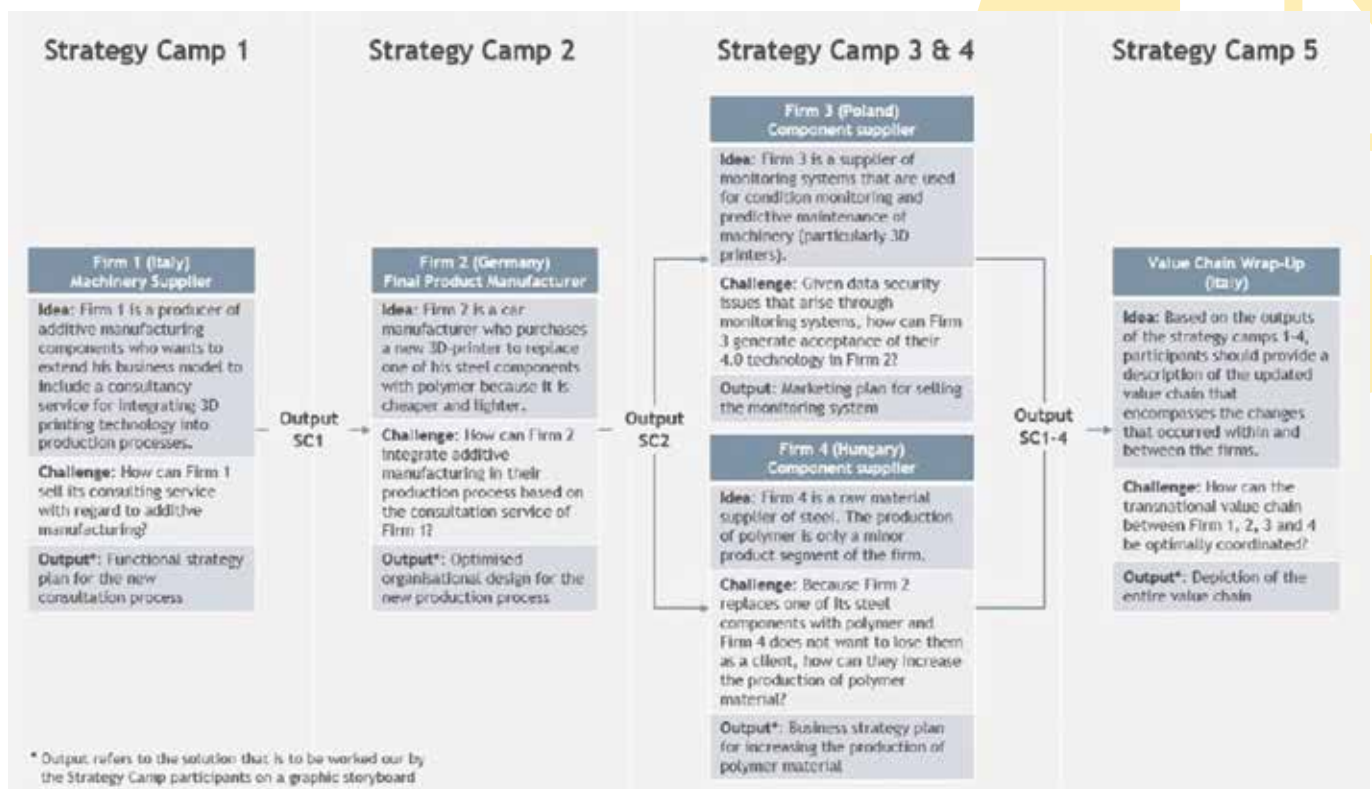 Strategy Camp 1
Strategy Camp 2
Strategy Camp 3 & 4
Strategy Camp 5
Firm 1 (Italy)
Machinery Supplier
Idea: Firm 1 is a producer of
additive manufacturing
components who wants to
extend his business model to
include a consultancy
service for integrating 3D
printing technology into
production processes.
Challenge: How can Firm 1
sell its consulting service
with regard to additive
manufacturing?
Output*: Functional strategy
plan for the new
consultation process
Output
SC1
Firm 2 (Germany)
Final Product Manufacturer
Idea: Firm 2 is a car
manufacturer who purchases
a new 3D-printer to replace
one of his steel components
with polymer because it is
cheaper and lighter.
Challenge: How can Firm 2
integrate additive
manufacturing in their
production process based on
the consultation service of
Firm 1?
Output*: Optimised
organisational design for the
new production process
Output
SC2
Firm 3 (Poland)
Component supplier
Idea: Firm 3 is a supplier of
monitoring systems that are used
for condition monitoring and
predictive maintenance of
machinery (particularly 3D
printers).
Challenge: Given data security
issues that arise through
monitoring systems, how can Firm
3 generate acceptance of their
4.0 technology in Firm 2?
Output: Marketing plan for selling
the monitoring system
Firm 4 (Hungary)
Component supplier
Idea: Firm 4 is a raw material
supplier of steel. The production
of polymer is only a minor
product segment of the firm.
Challenge: Because Firm 2
replaces one of its steel
components with polymer and
Firm 4 does not want to lose them
as a client, how can they increase
the production of polymer
material?
Output*: Business strategy plan
for increasing the production of
polymer material
Output
SC1-4
Value Chain Wrap-Up
(Italy)
Idea: Based on the outputs
of the strategy camps 1-4,
participants should provide a
description of the updated
value chain that
encompasses the changes
that occurred within and
between the firms.
Challenge: How can the
transnational value chain
between Firm 1, 2, 3 and 4
be optimally coordinated?
Output*: Depiction of the
entire value chain
* Output refers to the solution that is to be worked our by
the Strategy Camp participants on a graphic storyboard